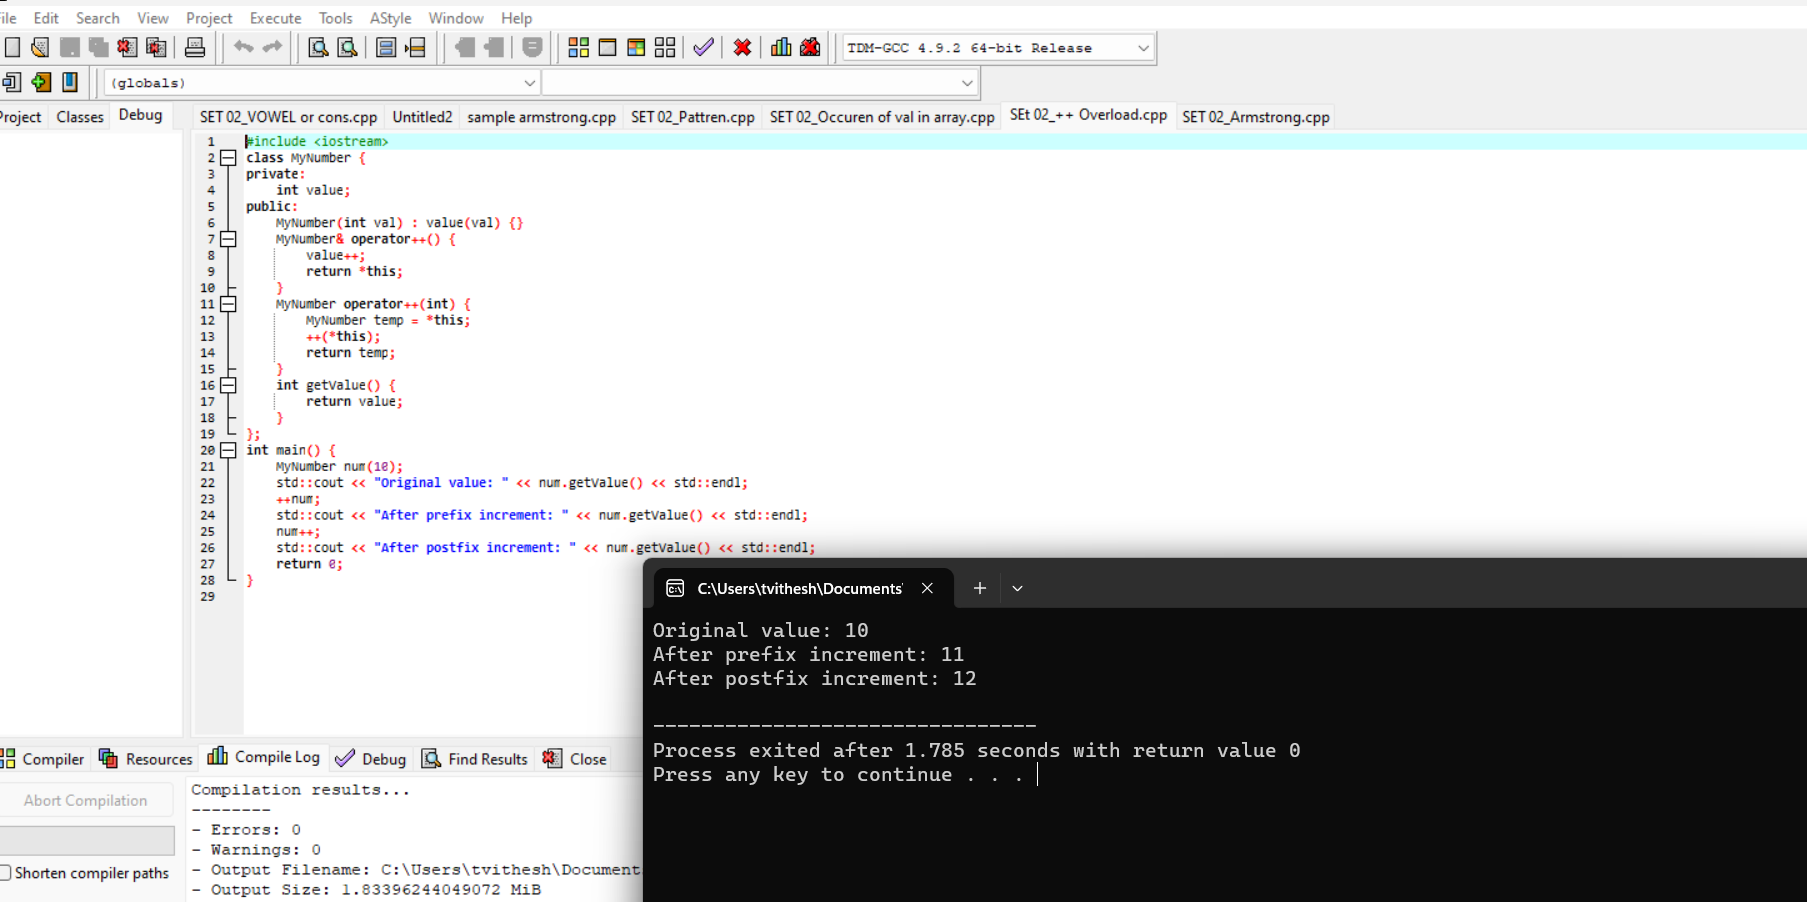 ile Edit Search View Project Execute Tools AStyle Window Help
TDM-GCC 4.9.2 64-bit Release
(globals)
Project Classes Debug
SET 02_VOWEL or cons.cpp Untitled2 sample armstrong.cpp SET 02_Pattren.cpp SET 02_Occuren of val in array.cpp SEt 02_++ Overload.cpp SET 02_Armstrong.cpp
1 #include <iostream>
2 class MyNumber {
3 private:
4 int value;
5 public:
6 MyNumber(int val) : value(val) {}
7 MyNumber& operator++() {
8 value++;
9 return *this;
10 }
11 MyNumber operator++(int) {
12 MyNumber temp = *this;
13 ++(*this);
14 return temp;
15 }
16 int getValue() {
17 return value;
18 }
19 };
20 int main() {
21 MyNumber num(10);
22 std::cout << "Original value: " << num.getValue() << std::endl;
23 ++num;
24 std::cout << "After prefix increment: " << num.getValue() << std::endl;
25 num++;
26 std::cout << "After postfix increment: " << num.getValue() << std::endl;
27 return 0;
28 }
29
C:\Users\tvithesh\Documents
Original value: 10
After prefix increment: 11
After postfix increment: 12
--------------------------------
Process exited after 1.785 seconds with return value 0
Press any key to continue . . .
Compiler Resources Compile Log Debug Find Results Close
Abort Compilation
Shorten compiler paths
Compilation results...
--------
- Errors: 0
- Warnings: 0
- Output Filename: C:\Users\tvithesh\Document
- Output Size: 1.83396244049072 MiB